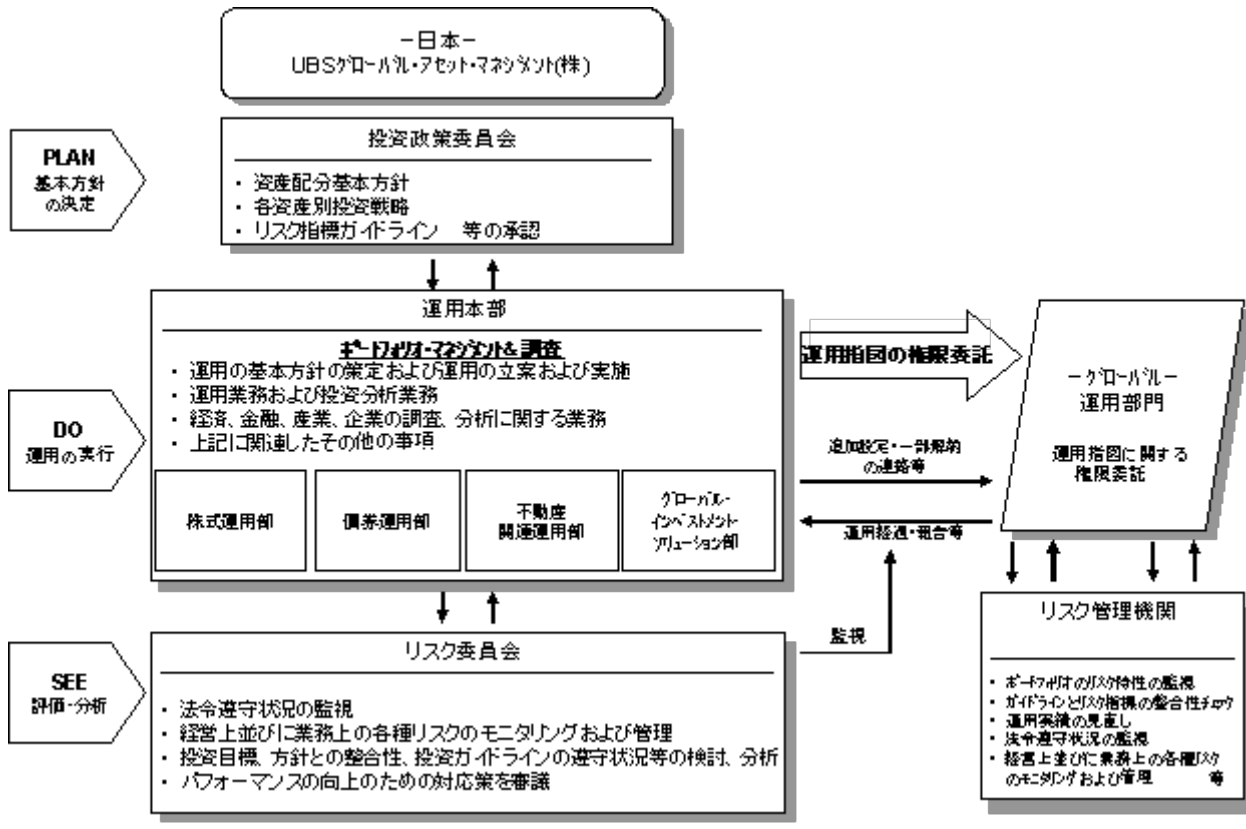 －日本－
UBSｸﾞﾛｰﾊﾞﾙ・アセット・マネジメント(株)
PLAN
基本方針
の決定
投資政策委員会
・ 資産配分基本方針
・ 各資産別投資戦略
・ リスク指標ガイドライン　等の承認
運用本部
ﾎﾟｰﾄﾌｫﾘｵ・ﾏﾈｼﾞﾒﾝﾄ& 調査
・ 運用の基本方針の策定および運用の立案および実施
・ 運用業務および投資分析業務
・ 経済、金融、産業、企業の調査、分析に関する業務
・ 上記に関連したその他の事項
DO
運用の実行
株式運用部
債券運用部
不動産
関連運用部
ｸﾞﾛｰﾊﾞﾙ・
ｲﾝﾍﾞｽﾄﾒﾝﾄ・
ｿﾘｭｰｼｮﾝ部
運用指図の権限委託
追加設定・一部解約
の連絡等
運用経過・報告等
監視
－ｸﾞﾛｰﾊﾞﾙ－
運用部門
運用指図に関する
権限委託
SEE
評価・分析
リスク委員会
・ 法令遵守状況の監視
・ 経営上並びに業務上の各種リスクのモニタリングおよび管理
・ 投資目標、方針との整合性、投資ガイドラインの遵守状況等の検討、分析
・ パフォーマンスの向上のための対応策を審議
リスク管理機関
・ ﾎﾟｰﾄﾌｫﾘｵのﾘｽｸ特性の監視
・ ｶﾞｲﾄﾞﾗｲﾝとﾘｽｸ指標の整合性ﾁｪｯｸ
・ 運用実績の見直し
・ 法令遵守状況の監視
・ 経営上並びに業務上の各種ﾘｽｸ
のﾓﾆﾀﾘﾝｸﾞおよび管理　等